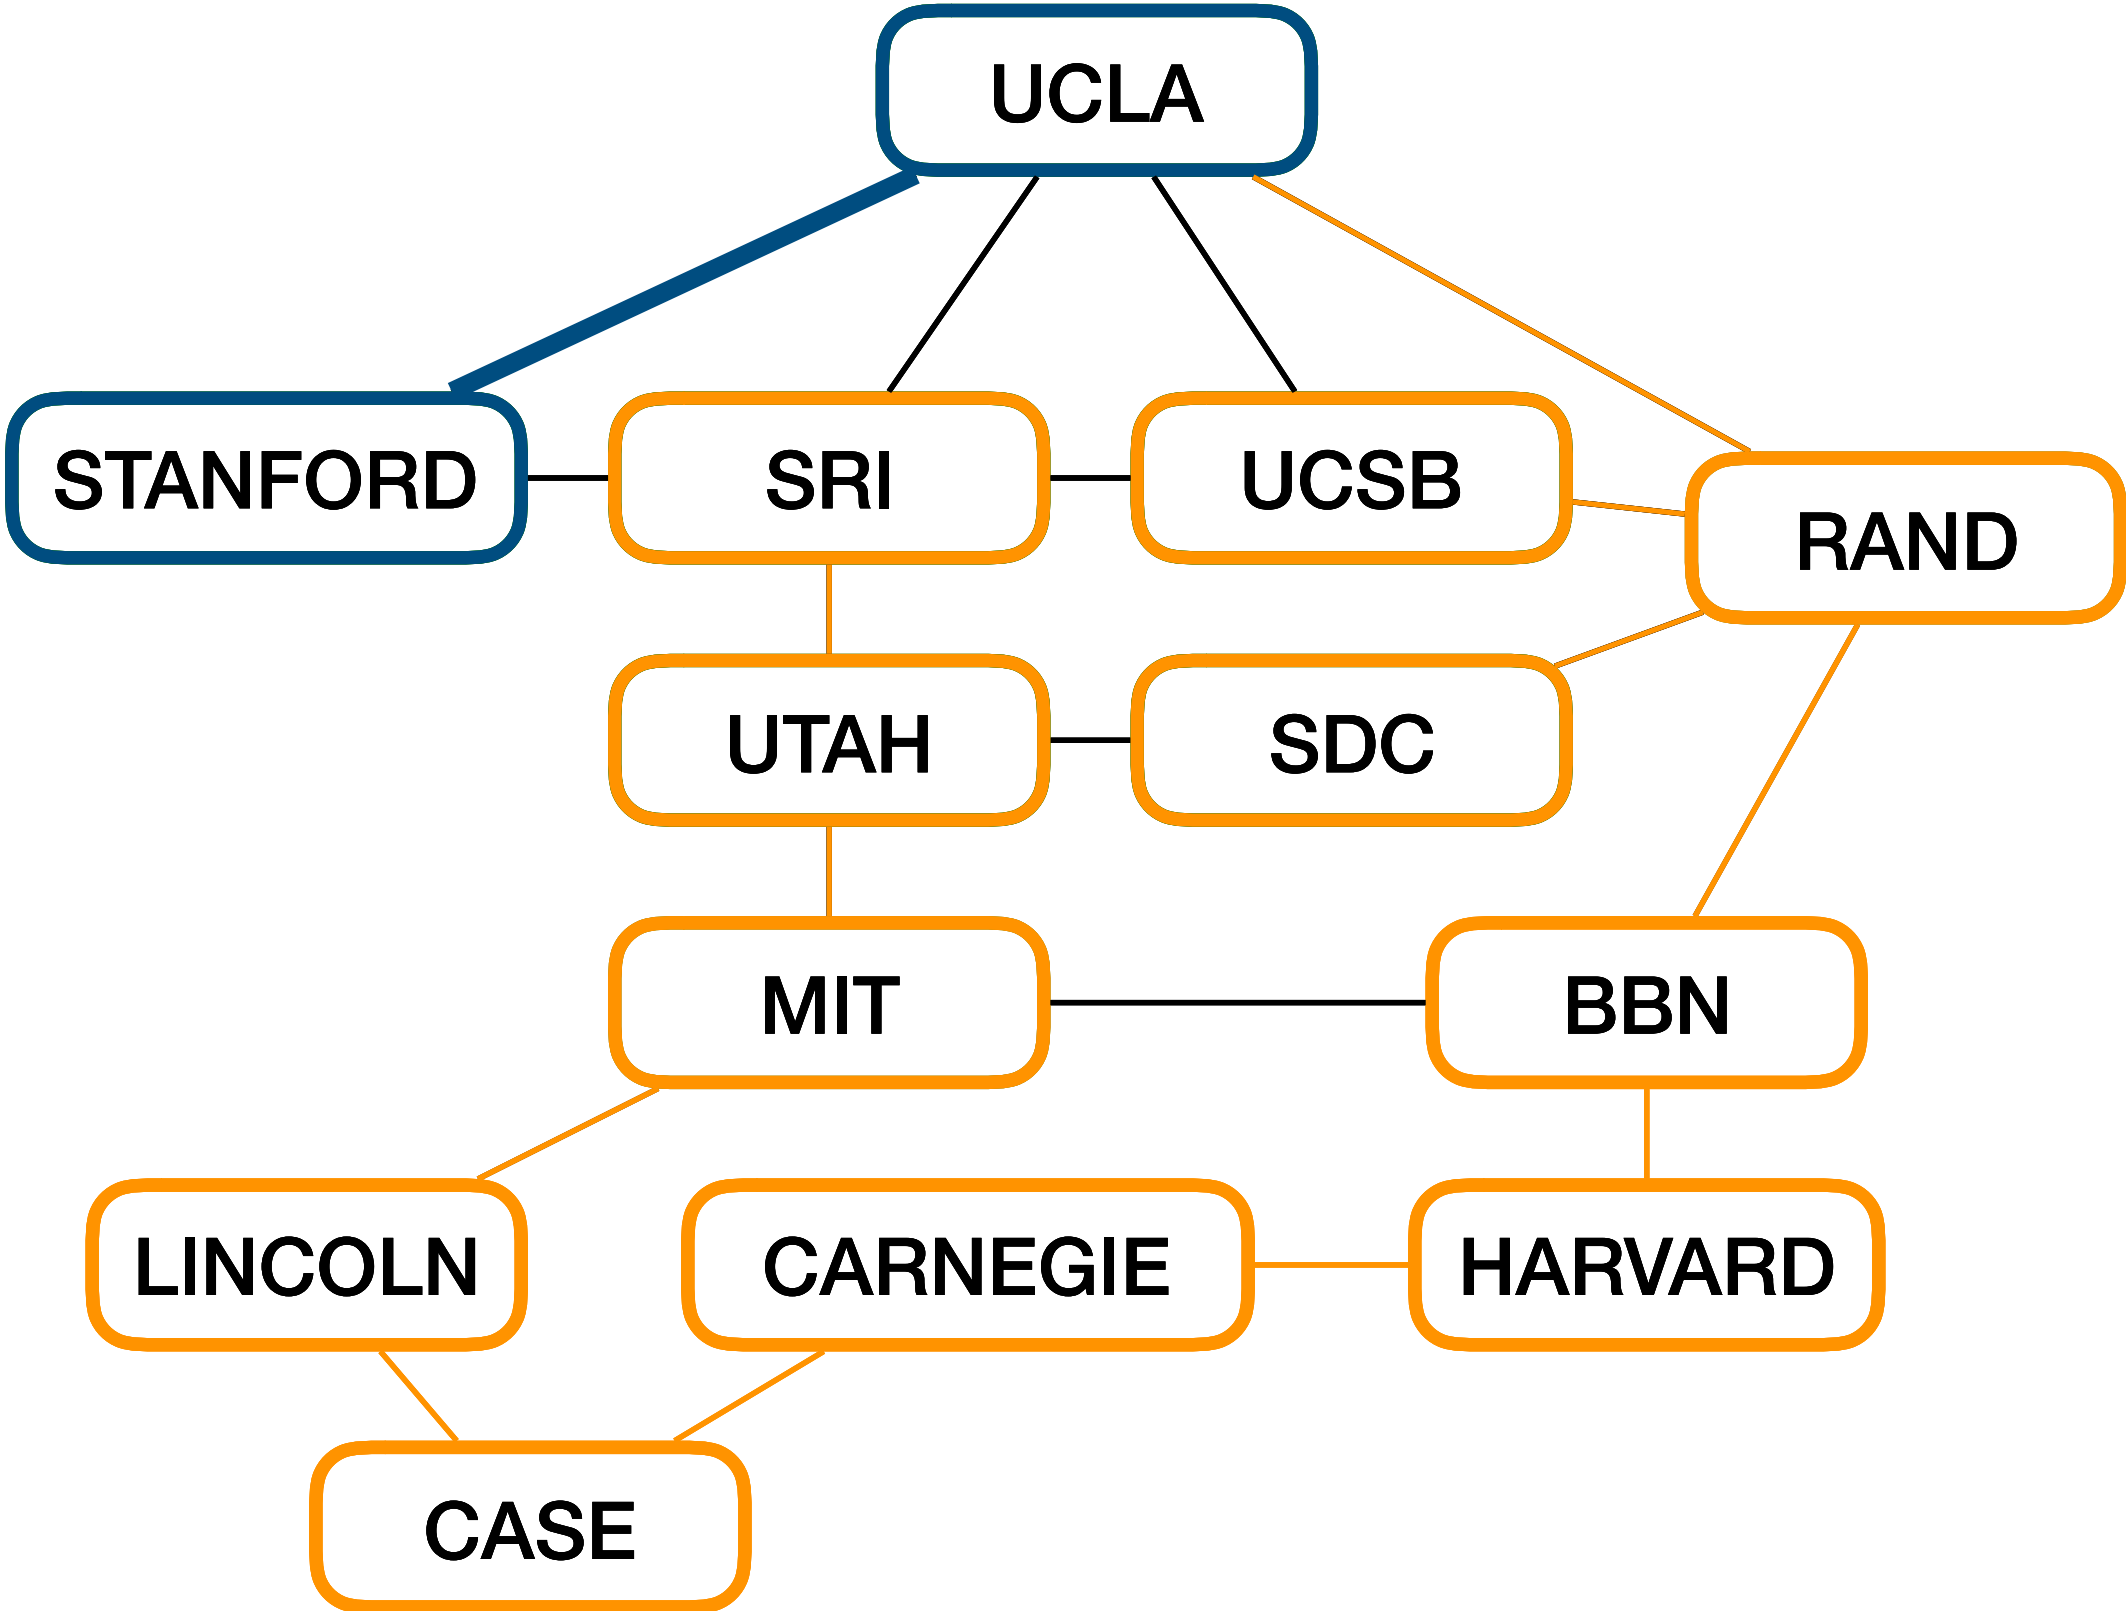 UCLA
STANFORD
SRI
UCSB
RAND
UTAH
SDC
MIT
BBN
LINCOLN
CARNEGIE
HARVARD
CASE